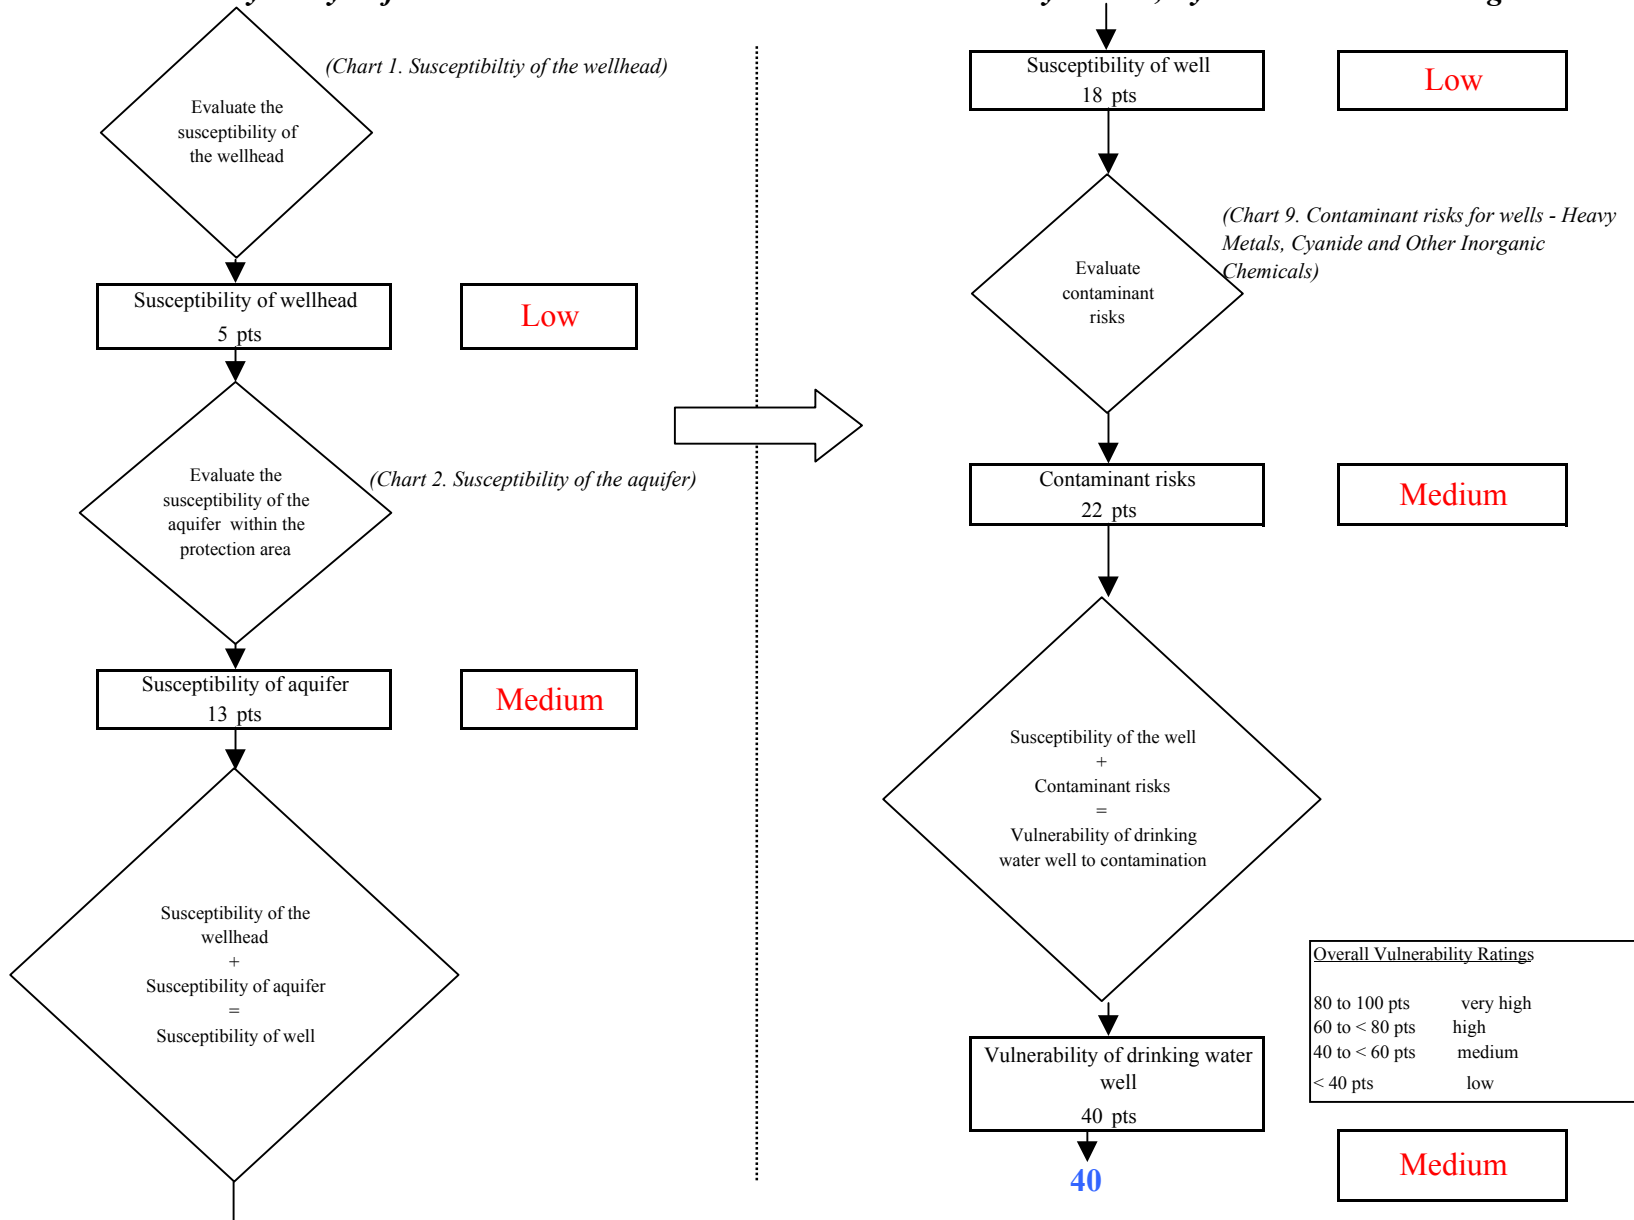 (Chart 1. Susceptibiltiy of the wellhead)
Evaluate the
susceptibility of
the wellhead
Susceptibility of wellhead
5 pts
Low
Evaluate the
susceptibility of the
aquifer within the
protection area
(Chart 2. Susceptibility of the aquifer)
Susceptibility of aquifer
13 pts
Medium
Susceptibility of the
wellhead
+
Susceptibility of aquifer
=
Susceptibility of well
Susceptibility of well
18 pts
Low
(Chart 9. Contaminant risks for wells - Heavy
Metals, Cyanide and Other Inorganic
Chemicals)
Evaluate
contaminant
risks
Contaminant risks
22 pts
Medium
Susceptibility of the well
+
Contaminant risks
=
Vulnerability of drinking
water well to contamination
Overall Vulnerability Ratings
80 to 100 pts very high
60 to < 80 pts high
40 to < 60 pts medium
< 40 pts low
Vulnerability of drinking water
well
40 pts
40
Medium